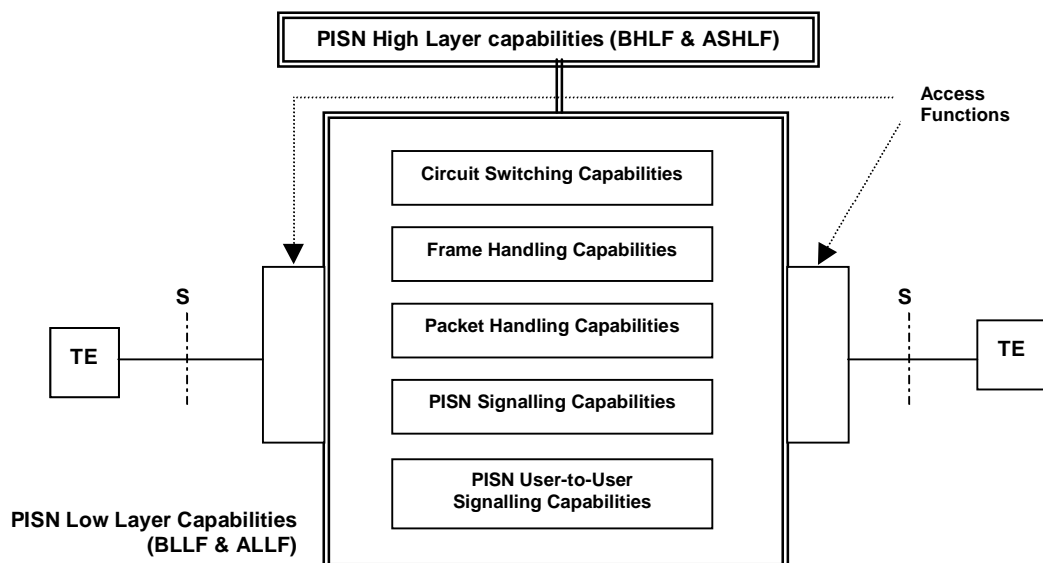 PISN High Layer capabilities (BHLF & ASHLF)
Access
Functions
Circuit Switching Capabilities
Frame Handling Capabilities
S
S
Packet Handling Capabilities
TE
TE
PISN Signalling Capabilities
PISN User-to-User
Signalling Capabilities
PISN Low Layer Capabilities
(BLLF & ALLF)